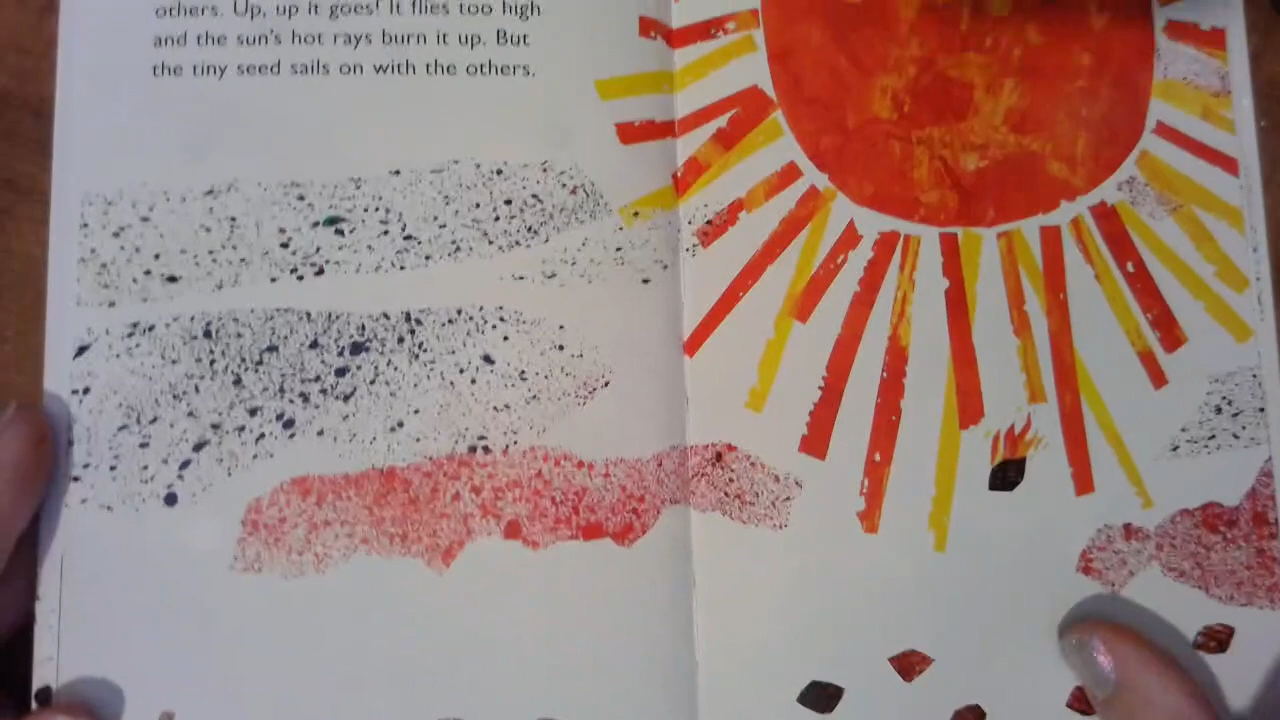 others. Up, up it goes! It flies too high
and the sun's hot rays burn it up. But
the tiny seed sails on with the others.